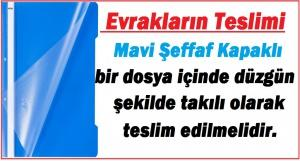 Evrakların Teslimi
Mavi Şeffaf Kapaklı
bir dosya içinde düzgün
şekilde takılı olarak
teslim edilmelidir.